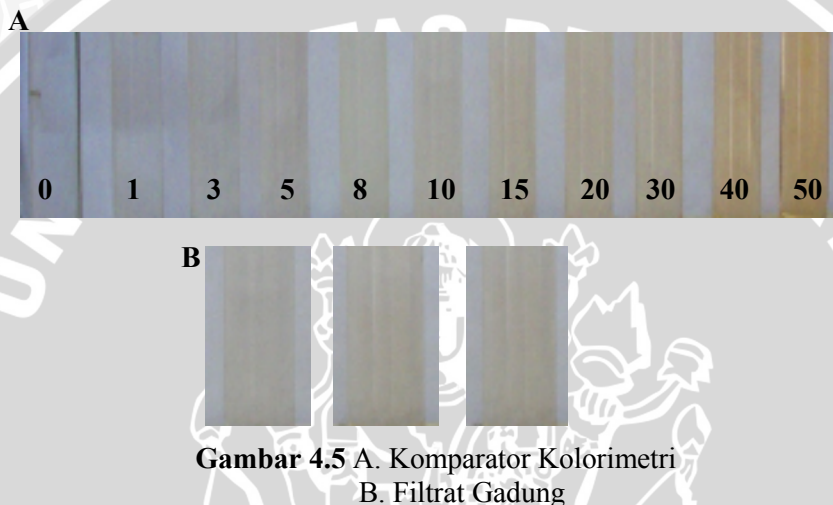 A
0 1 3 5 8 10 15 20 30 40 50
B
Gambar 4.5 A. Komparator Kolorimetri
B. Filtrat Gadung